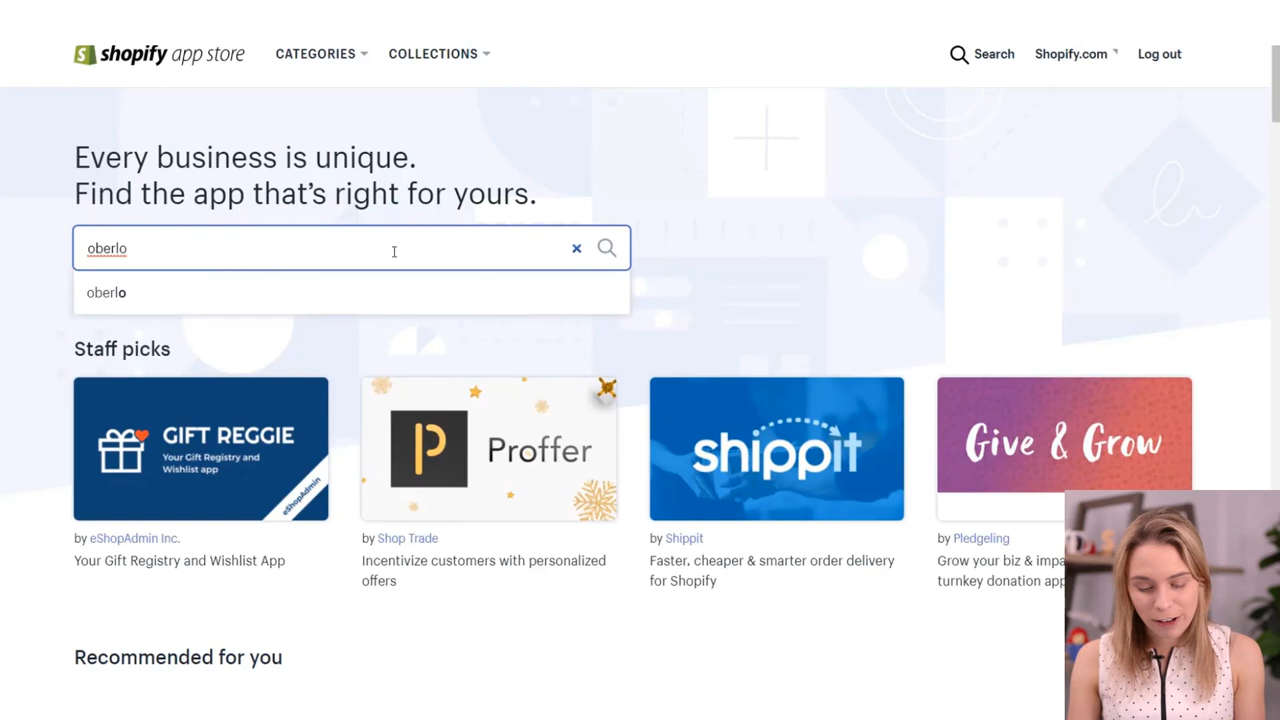 shopify app store
CATEGORIES
COLLECTIONS
Search
Shopify.com
Log out
Every business is unique.
Find the app that's right for yours.
oberlo
oberlo
Staff picks
GIFT REGGIE
Your Gift Registry and
Wishlist app
eShopAdmin
by eShopAdmin Inc.
Your Gift Registry and Wishlist App
P
Proffer
by Shop Trade
Incentivize customers with personalized
offers
shippit
by Shippit
Faster, cheaper & smarter order delivery
for Shopify
Give & Grow
by Pledgeling
Grow your biz & impa
turnkey donation app
Recommended for you